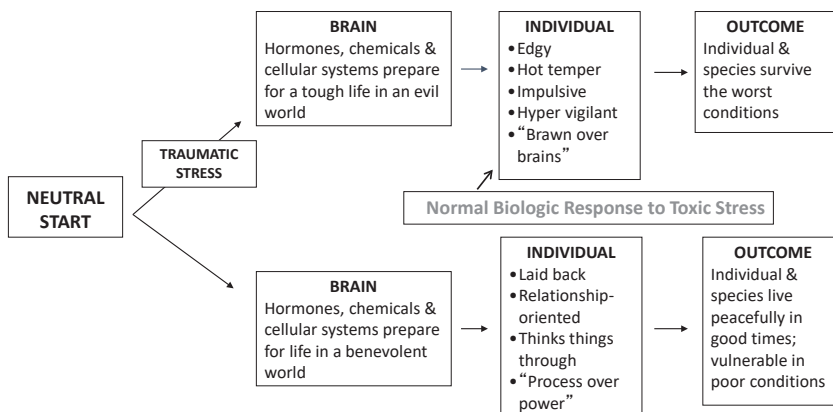 BRAIN
Hormones, chemicals &
cellular systems prepare
for a tough life in an evil
world
INDIVIDUAL
•Edgy
•Hot temper
•Impulsive
•Hyper vigilant
•“Brawn over
brains”
OUTCOME
Individual &
species survive
the worst
conditions
TRAUMATIC
STRESS
NEUTRAL
START
Normal Biologic Response to Toxic Stress
BRAIN
Hormones, chemicals &
cellular systems prepare
for life in a benevolent
world
INDIVIDUAL
•Laid back
•Relationship-
oriented
•Thinks things
through
•“Process over
power”
OUTCOME
Individual &
species live
peacefully in
good times;
vulnerable in
poor conditions